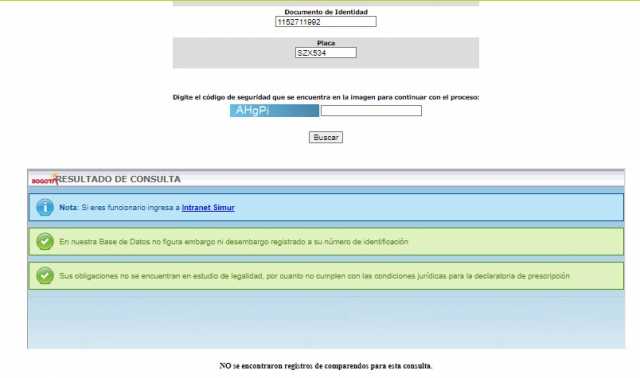 Documento de Identidad
1152711992
Placa
SZX534
Digite el código de seguridad que se encuentra en la imagen para continuar con el proceso:
AHgPi
Buscar
BOGOTÁ RESULTADO DE CONSULTA
Nota: Si eres funcionario ingresa a Intranet Simur
En nuestra Base de Datos no figura embargo ni desembargo registrado a su número de identificación
Sus obligaciones no se encuentran en estudio de legalidad, por cuanto no cumplen con las condiciones jurídicas para la declaratoria de prescripción
NO se encontraron registros de comparendos para esta consulta.